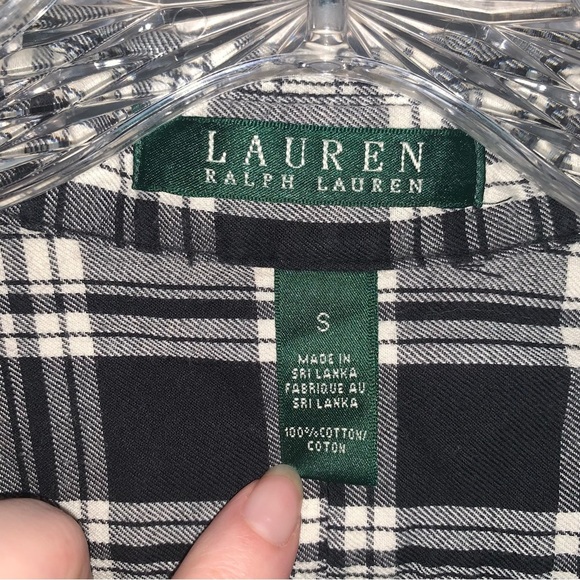 LAUREN
RALPH LAUREN
S
MADE IN
SRI LANKA
FABRIQUE AU
SRI LANKA
100%COTTON/
COTON